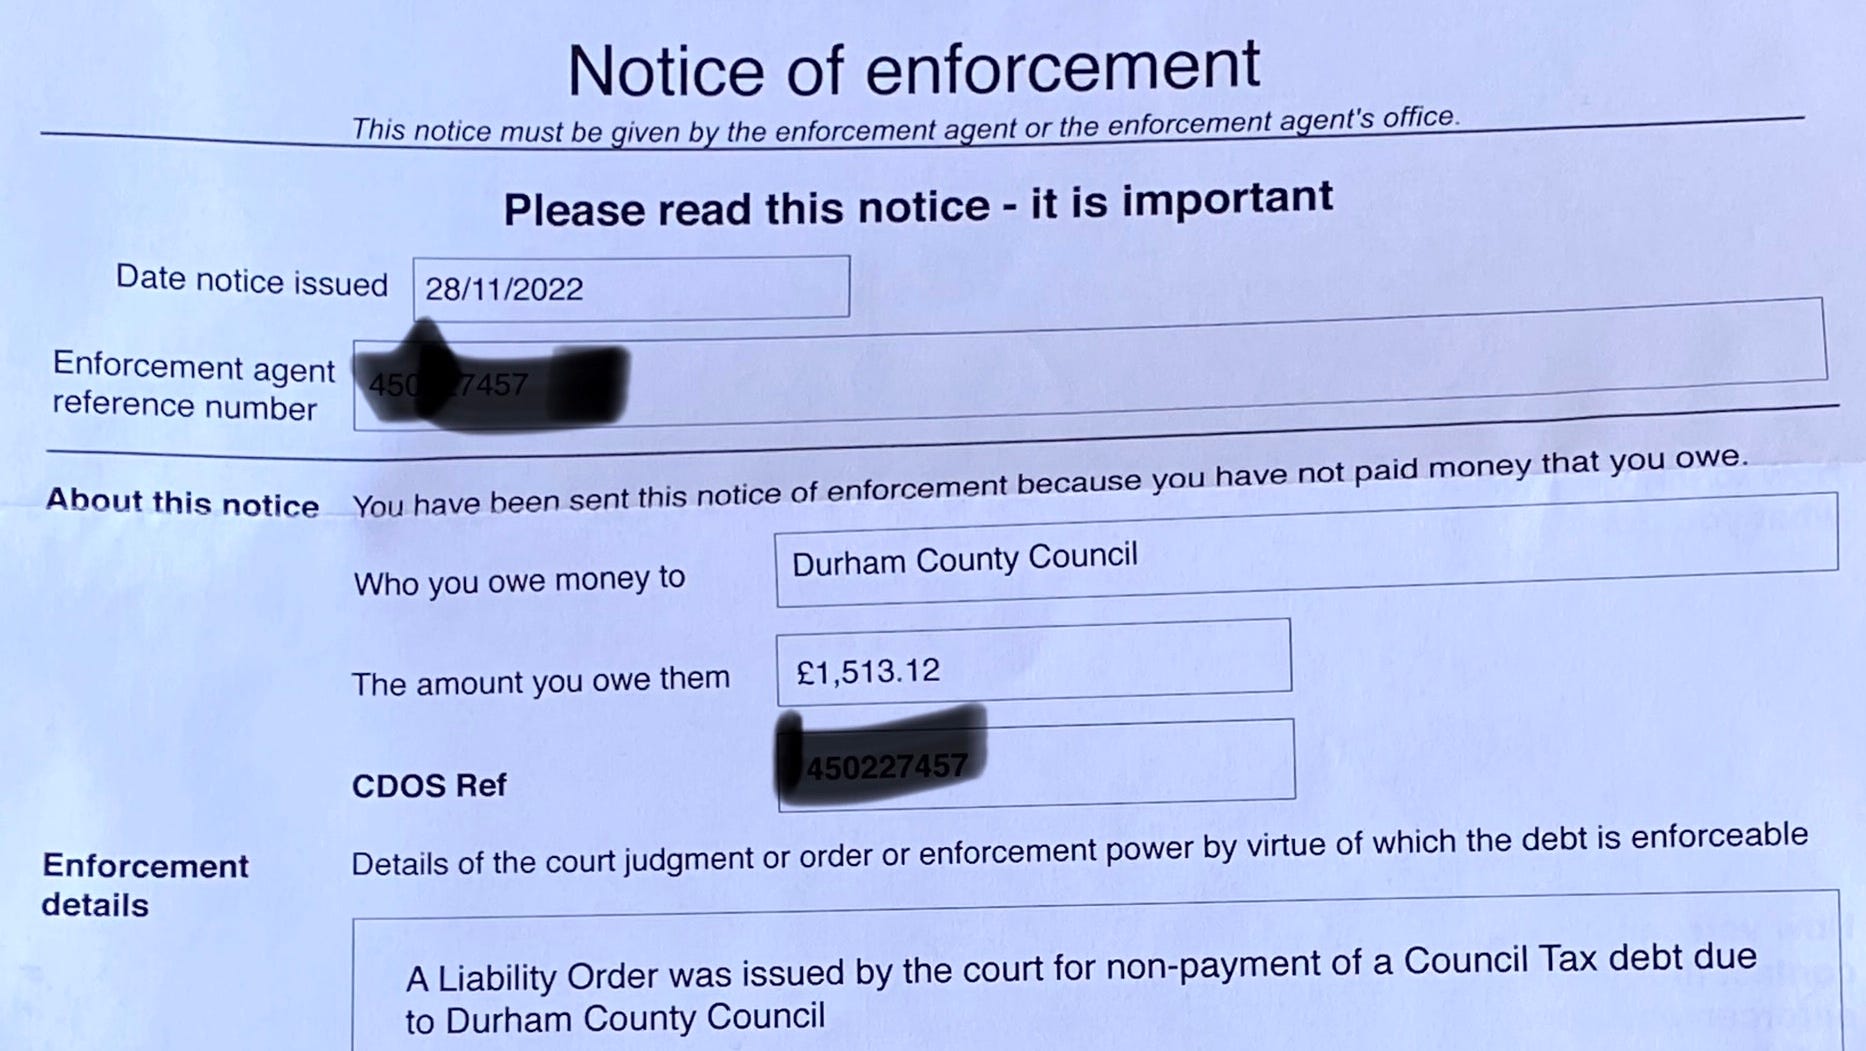 Notice of enforcement
This notice must be given by the enforcement agent or the enforcement agent's office.
Please read this notice - it is important
Date notice issued 28/11/2022
Enforcement agent
reference number
About this notice You have been sent this notice of enforcement because you have not paid money that you owe.
Who you owe money to Durham County Council
The amount you owe them £1,513.12
CDOS Ref
Enforcement
details
Details of the court judgment or order or enforcement power by virtue of which the debt is enforceable
A Liability Order was issued by the court for non-payment of a Council Tax debt due
to Durham County Council